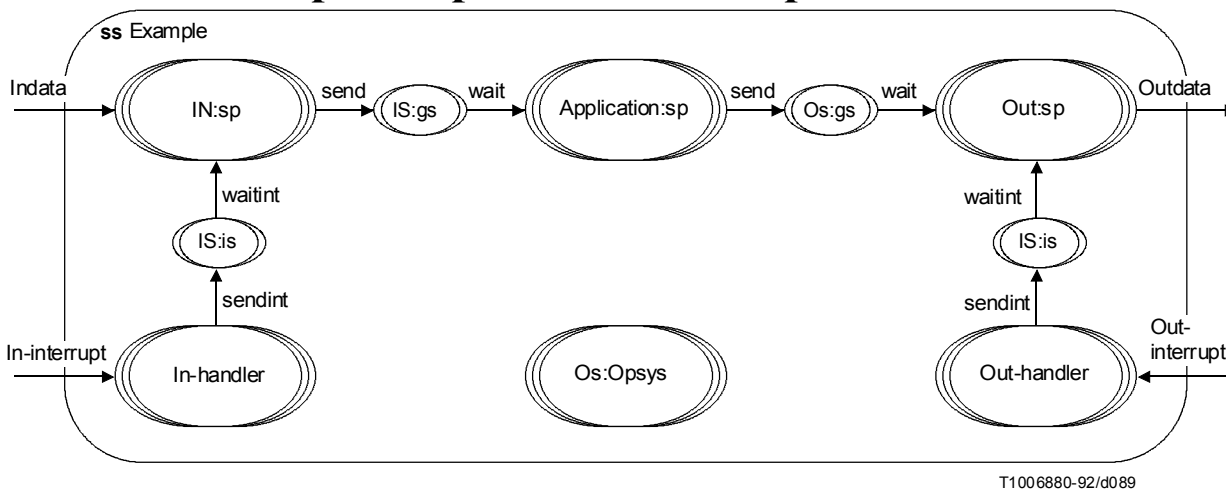 ss Example
Indata
IN:sp
send
IS:gs
wait
Application:sp
send
Os:gs
wait
Out:sp
Outdata
waitint
waitint
IS:is
IS:is
sendint
sendint
In-interrupt
In-handler
Os:Opsys
Out-handler
Out-
interrupt
T1006880-92/d089